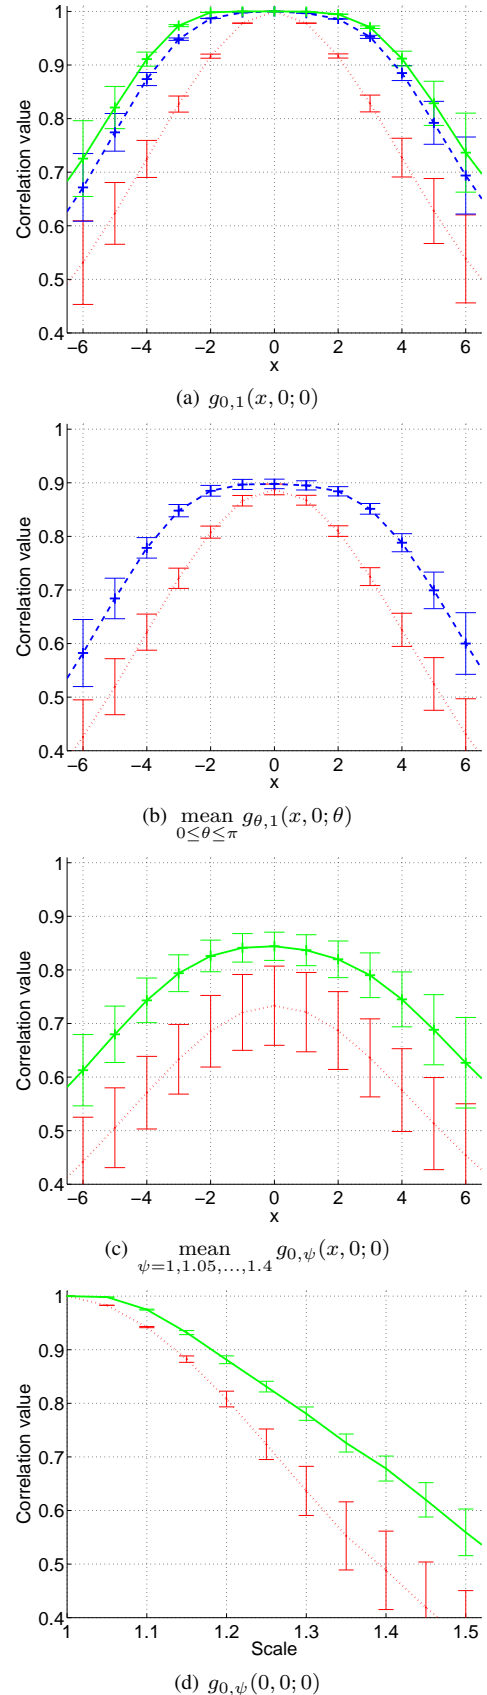 1
0.9
0.8
0.7
0.6
0.5
0.4
Correlation value
−6 −4 −2 0 2 4 6
x
(a) g0,1(x, 0; 0)
1
0.9
0.8
0.7
0.6
0.5
0.4
Correlation value
−6 −4 −2 0 2 4 6
x
(b) mean gθ,1(x, 0; θ)
0≤θ≤π
1
0.9
0.8
0.7
0.6
0.5
0.4
Correlation value
−6 −4 −2 0 2 4 6
x
(c) mean g0,ψ(x, 0; 0)
ψ=1,1.05,...,1.4
1
0.9
0.8
0.7
0.6
0.5
0.4
Correlation value
1 1.1 1.2 1.3 1.4 1.5
Scale
(d) g0,ψ(0, 0; 0)